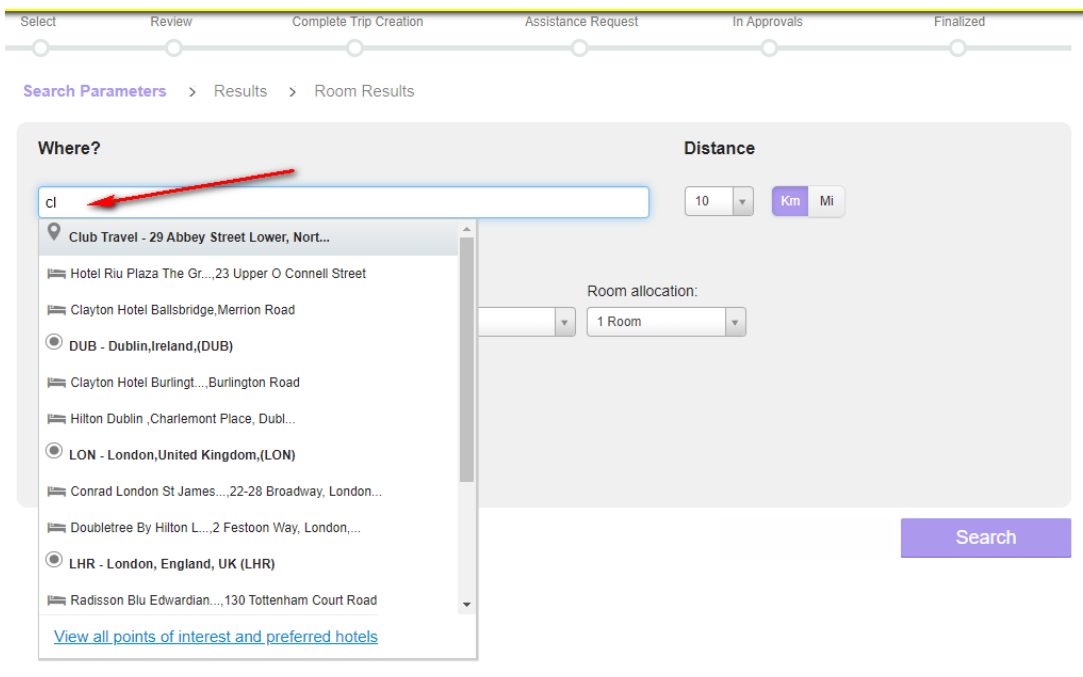 Select Review Complete Trip Creation Assistance Request In Approvals Finalized
Search Parameters > Results > Room Results
Where? Distance
cl 10 Km Mi
Club Travel - 29 Abbey Street Lower, Nort...
Hotel Riu Plaza The Gr...,23 Upper O Connell Street
Room allocation:
Clayton Hotel Ballsbridge,Merrion Road
1 Room
DUB - Dublin,Ireland,(DUB)
Clayton Hotel Burlingt...,Burlington Road
Hilton Dublin ,Charlemont Place, Dubl...
LON - London,United Kingdom,(LON)
Conrad London St James...,22-28 Broadway, London...
Doubletree By Hilton L...,2 Festoon Way, London,...
Search
LHR - London, England, UK (LHR)
Radisson Blu Edwardian...,130 Tottenham Court Road
View all points of interest and preferred hotels